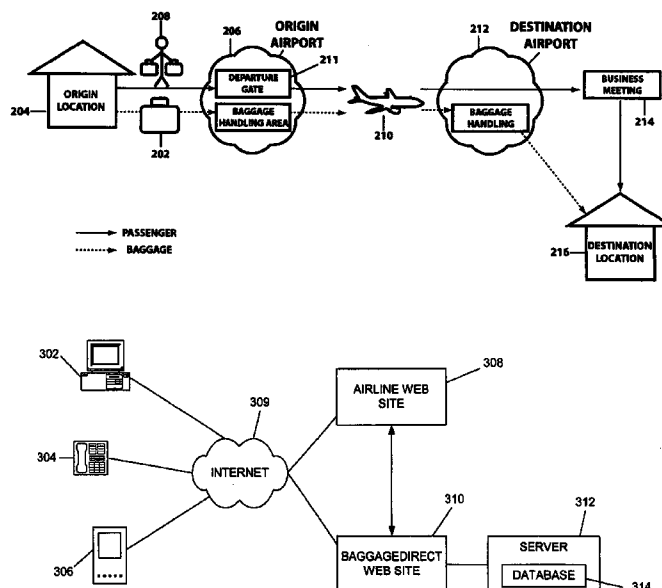 208
206
ORIGIN
AIRPORT
211
212
DESTINATION
AIRPORT
DEPARTURE
GATE
ORIGIN
LOCATION
204
BUSINESS
MEETING
BAGGAGE
HANDLING AREA
210
BAGGAGE
HANDLING
214
202
PASSENGER
BAGGAGE
216
DESTINATION
LOCATION
302
308
AIRLINE WEB
SITE
309
304
INTERNET
310
312
SERVER
306
BAGGAGEDIRECT
WEB SITE
DATABASE
314